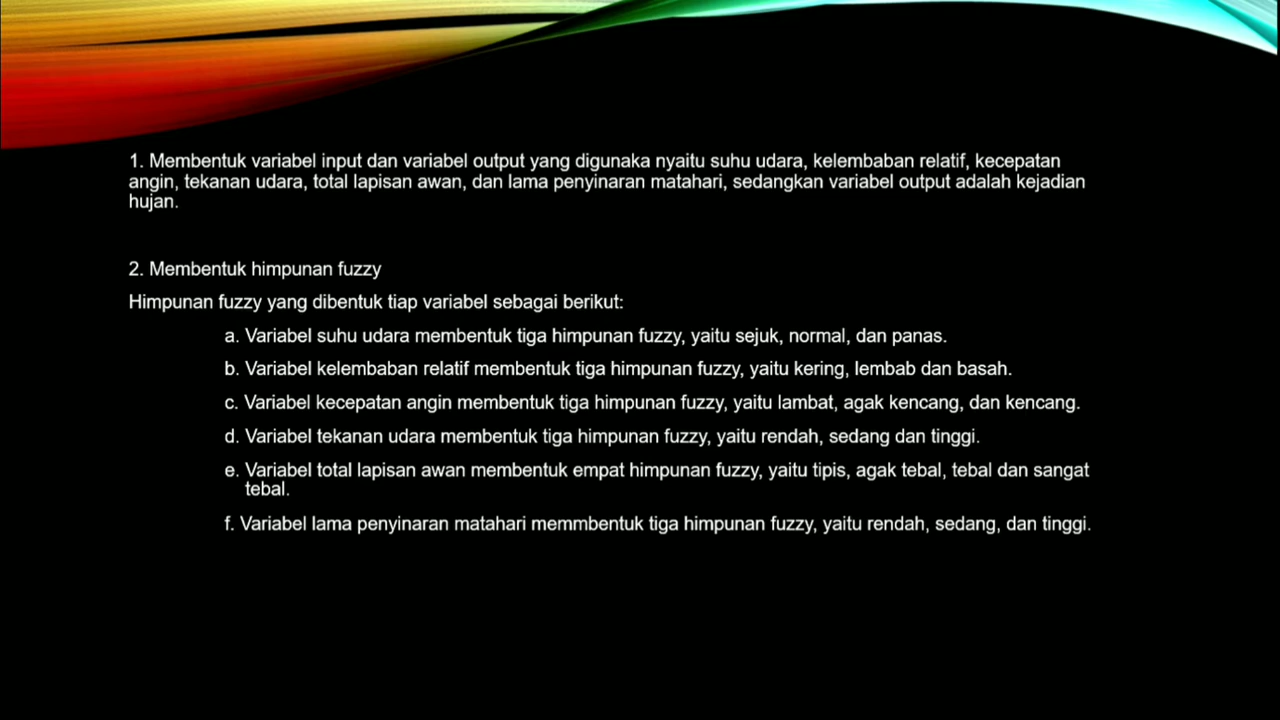 1. Membentuk variabel input dan variabel output yang digunaka nyaitu suhu udara, kelembaban relatif, kecepatan
angin, tekanan udara, total lapisan awan, dan lama penyinaran matahari, sedangkan variabel output adalah kejadian
hujan.
2. Membentuk himpunan fuzzy
Himpunan fuzzy yang dibentuk tiap variabel sebagai berikut:
a. Variabel suhu udara membentuk tiga himpunan fuzzy, yaitu sejuk, normal, dan panas.
b. Variabel kelembaban relatif membentuk tiga himpunan fuzzy, yaitu kering, lembab dan basah.
c. Variabel kecepatan angin membentuk tiga himpunan fuzzy, yaitu lambat, agak kencang, dan kencang.
d. Variabel tekanan udara membentuk tiga himpunan fuzzy, yaitu rendah, sedang dan tinggi.
e. Variabel total lapisan awan membentuk empat himpunan fuzzy, yaitu tipis, agak tebal, tebal dan sangat
tebal.
f. Variabel lama penyinaran matahari memmbentuk tiga himpunan fuzzy, yaitu rendah, sedang, dan tinggi.